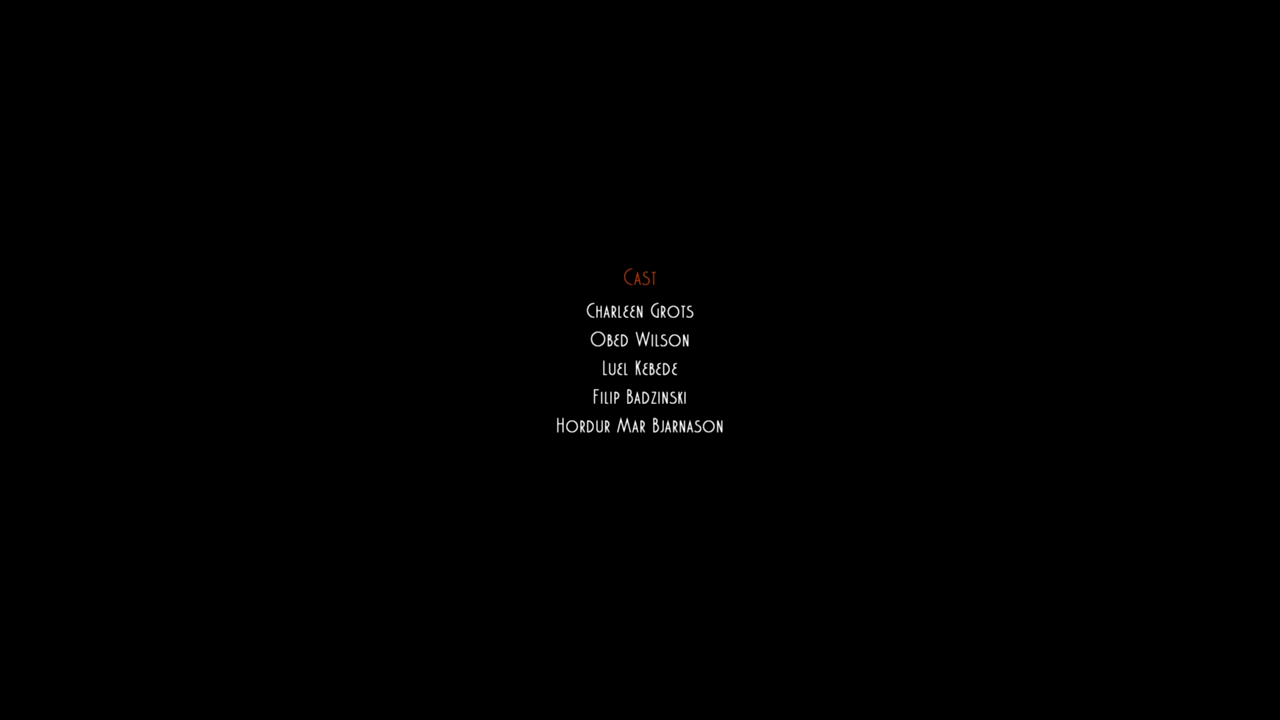 Cast
Charleen Grots
Obed Wilson
Luel Kebede
Filip Badzinski
Hordur Mar Bjarnason